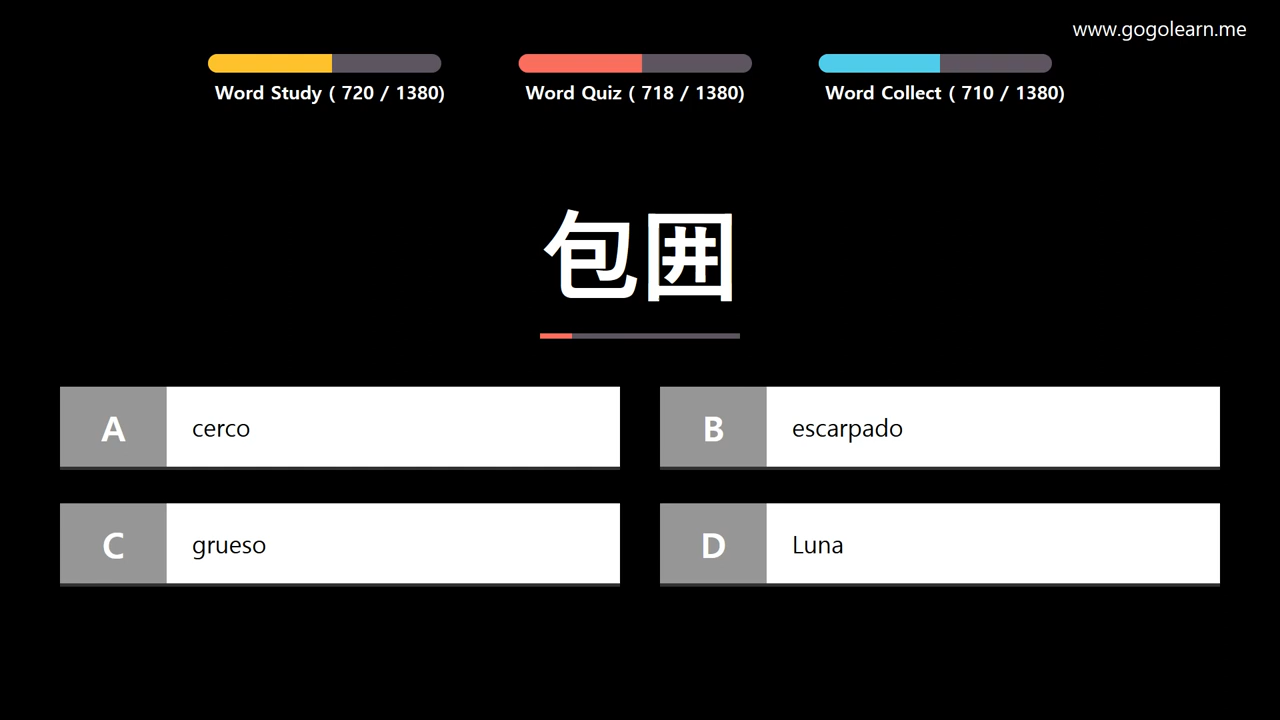 www.gogolearn.me
Word Study ( 720 / 1380)
Word Quiz ( 718 / 1380)
Word Collect ( 710 / 1380)
包囲
A cerco
B escarpado
C grueso
D Luna